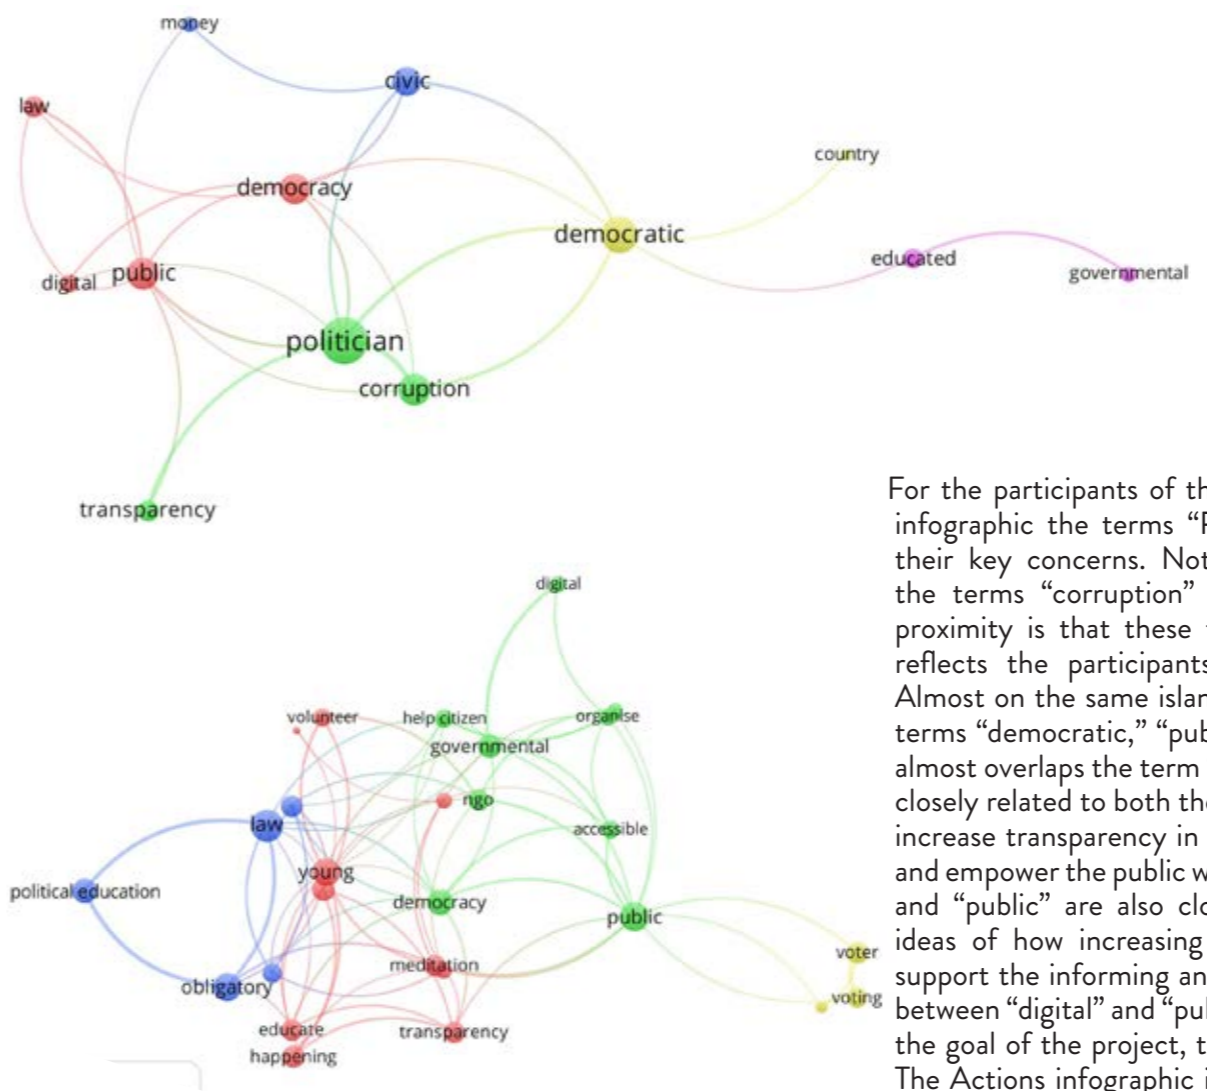 money
civic
law
country
democracy
democratic
educated
digital
public
governmental
politician
corruption
transparency
digital
volunteer
help citizen
organise
governmental
ngo
law
accessible
young
political education
democracy
public
voter
meditation
obligatory
voting
educate
transparency
happening
For the participants of th
infographic the terms “P
their key concerns. Not
the terms “corruption”
proximity is that these
reflects the participants
Almost on the same islan
terms “democratic,” “pub
almost overlaps the term
closely related to both the
increase transparency in
and empower the public w
and “public” are also clo
ideas of how increasing
support the informing an
between “digital” and “pul
the goal of the project, t
The Actions infographic i